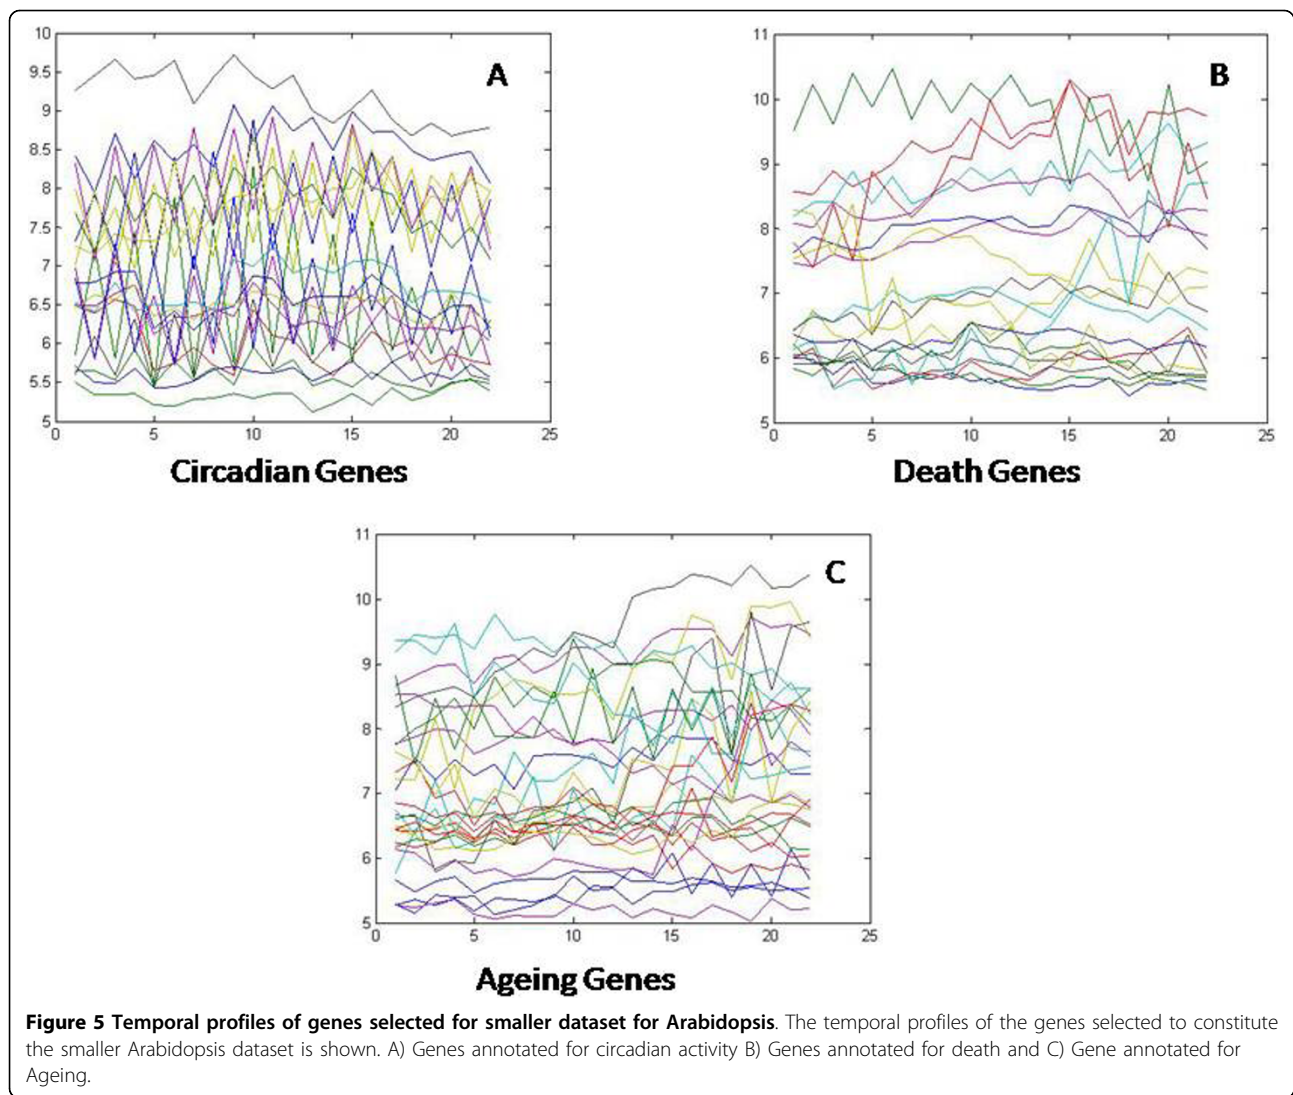 10
9.5
9
8.5
8
7.5
7
6.5
6
5.5
5
0 5 10 15 20 25
A
Circadian Genes
11
10
9
8
7
6
5
0 5 10 15 20 25
B
Death Genes
11
10
9
8
7
6
5
0 5 10 15 20 25
C
Ageing Genes
Figure 5 Temporal profiles of genes selected for smaller dataset for Arabidopsis. The temporal profiles of the genes selected to constitute
the smaller Arabidopsis dataset is shown. A) Genes annotated for circadian activity B) Genes annotated for death and C) Gene annotated for
Ageing.